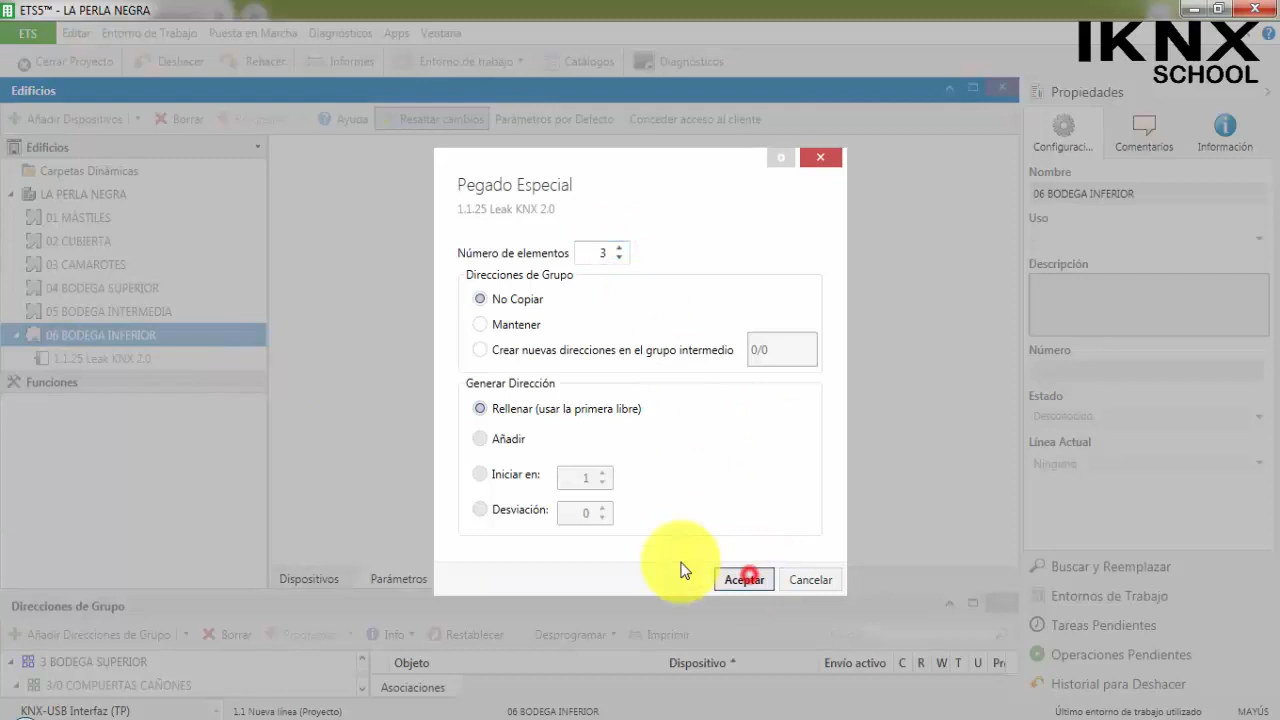 ETS5™ - LA PERLA NEGRA
ETS Editar Entorno de Trabajo Puesta en Marcha Diagnósticos Apps Ventana
IKNX
SCHOOL
Cerrar Proyecto Deshacer Rehacer Informes Entorno de trabajo Catálogos Diagnósticos
Edificios
Añadir Dispositivos Borrar Programar Ayuda Resaltar cambios Parámetros por Defecto Conceder acceso al cliente
Edificios
Carpetas Dinámicas
LA PERLA NEGRA
01 MÁSTILES
02 CUBIERTA
03 CAMAROTES
04 BODEGA SUPERIOR
05 BODEGA INTERMEDIA
06 BODEGA INFERIOR
1.1.25 Leak KNX 2.0
Funciones
Pegado Especial
1.1.25 Leak KNX 2.0
Número de elementos 3
Direcciones de Grupo
No Copiar
Mantener
Crear nuevas direcciones en el grupo intermedio 0/0
Generar Dirección
Rellenar (usar la primera libre)
Añadir
Iniciar en: 1
Desviación: 0
Aceptar Cancelar
Dispositivos Parámetros
Propiedades
Configuraci... Comentarios Información
Nombre
06 BODEGA INFERIOR
Uso
Descripción
Número
Estado
Desconocido
Línea Actual
Ninguna
Buscar y Reemplazar
Entornos de Trabajo
Tareas Pendientes
Operaciones Pendientes
Historial para Deshacer
Direcciones de Grupo
Añadir Direcciones de Grupo Borrar Programar Info Restablecer Desprogramar Imprimir
3 BODEGA SUPERIOR
3/0 COMPUERTAS CAÑONES
Objeto Dispositivo Envío activo C R W T U Pr
Asociaciones
KNX-USB Interfaz (TP) 1.1 Nueva línea (Proyecto) 06 BODEGA INFERIOR Último entorno de trabajo utilizado MAYÚS